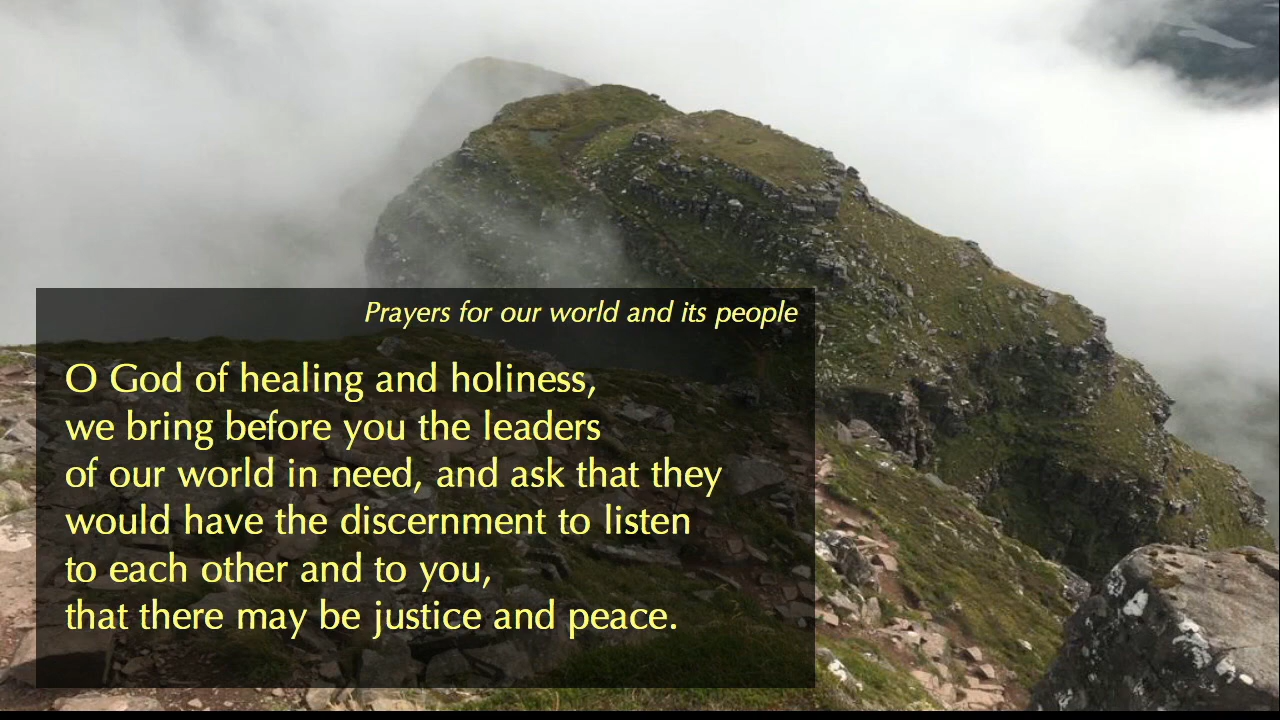 Prayers for our world and its people
O God of healing and holiness,
we bring before you the leaders
of our world in need, and ask that they
would have the discernment to listen
to each other and to you,
that there may be justice and peace.